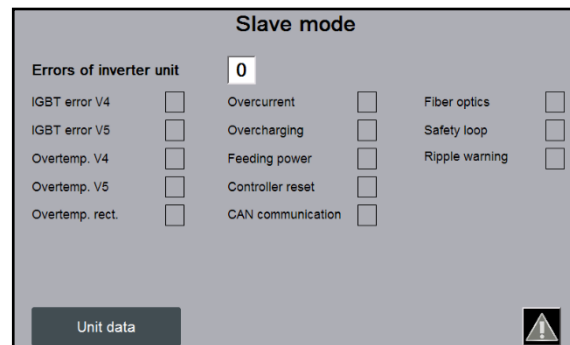 Slave mode
Errors of inverter unit 0
IGBT error V4 Overcurrent Fiber optics
IGBT error V5 Overcharging Safety loop
Overtemp. V4 Feeding power Ripple warning
Overtemp. V5 Controller reset
Overtemp. rect. CAN communication
Unit data